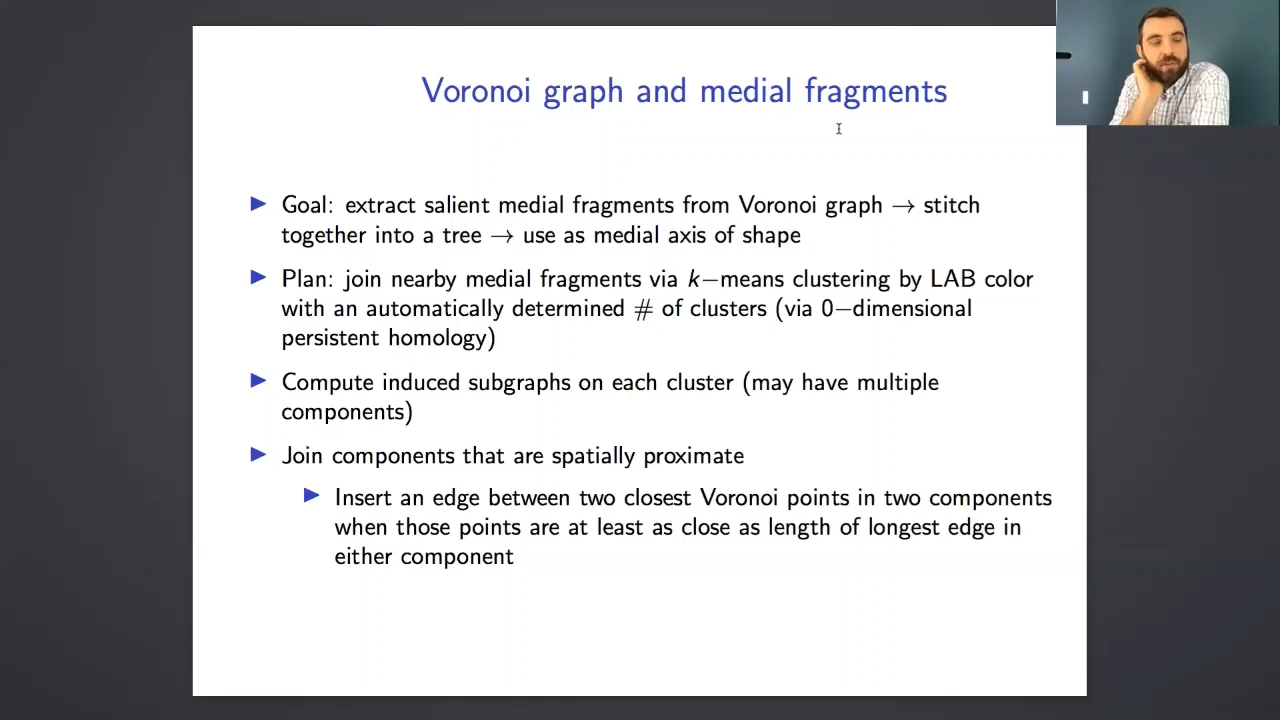 Voronoi graph and medial fragments
Goal: extract salient medial fragments from Voronoi graph → stitch
together into a tree → use as medial axis of shape
Plan: join nearby medial fragments via k−means clustering by LAB color
with an automatically determined # of clusters (via 0−dimensional
persistent homology)
Compute induced subgraphs on each cluster (may have multiple
components)
Join components that are spatially proximate
Insert an edge between two closest Voronoi points in two components
when those points are at least as close as length of longest edge in
either component